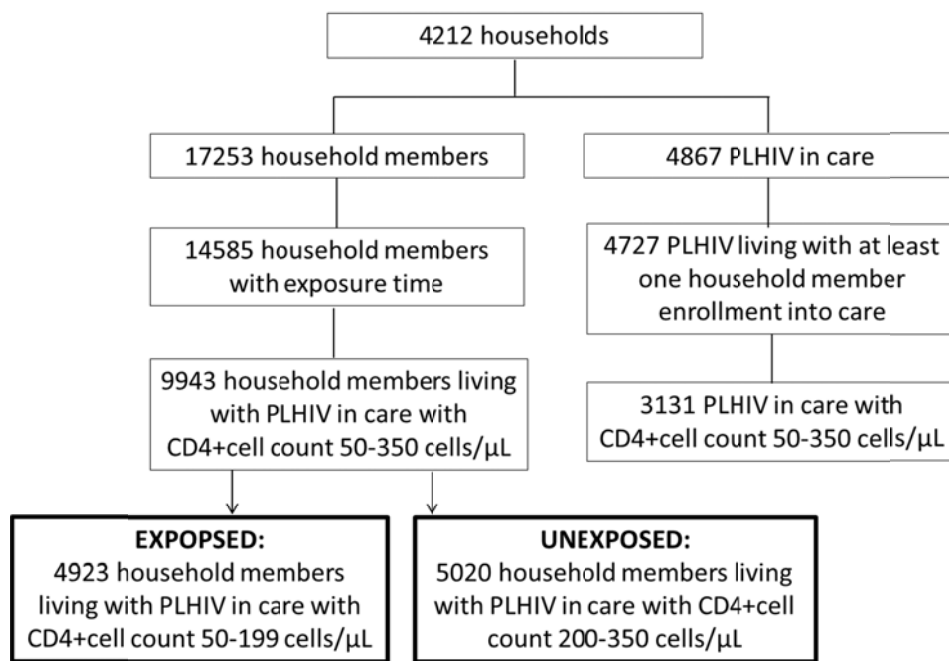 4212 households
17253 household members
4867 PLHIV in care
14585 household members
with exposure time
4727 PLHIV living with at least
one household member
enrollment into care
9943 household members living
with PLHIV in care with
CD4+cell count 50-350 cells/μL
3131 PLHIV in care with
CD4+cell count 50-350 cells/μL
EXPOPSED:
4923 household members
living with PLHIV in care with
CD4+cell count 50-199 cells/μL
UNEXPOSED:
5020 household members living
with PLHIV in care with CD4+cell
count 200-350 cells/μL